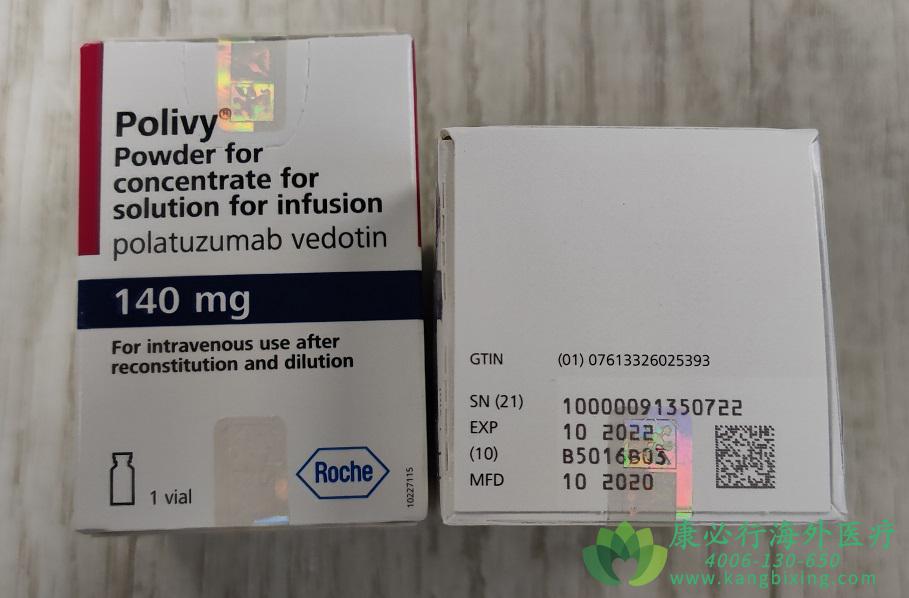 Polivy®
Powder for
concentrate for
solution for infusion
polatuzumab vedotin
140 mg
For intravenous use after
reconstitution and dilution
1 vial
Roche
10227115
GTIN (01) 07613326025393
SN (21) 10000091350722
EXP 10 2022
(10) B5016B03
MFD 10 2020
康必行海外医疗
4006-130-650
www.kangbixing.com